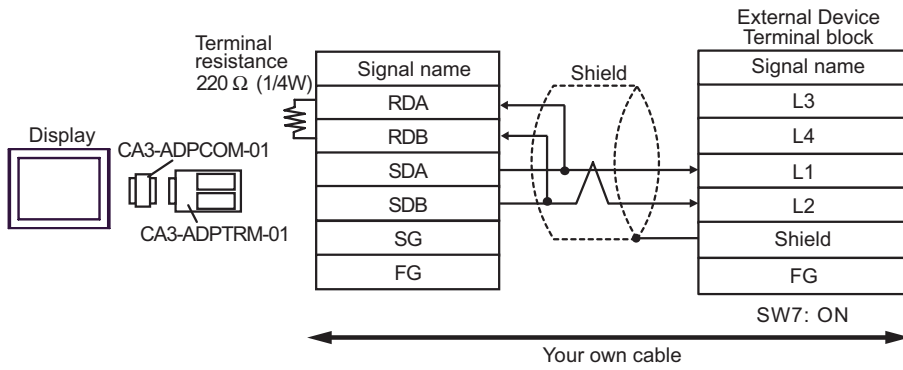 External Device
Terminal block
Terminal
resistance
220 Ω (1/4W)
Signal name
RDA
RDB
SDA
SDB
SG
FG
Shield
Signal name
L3
L4
L1
L2
Shield
FG
Display
CA3-ADPCOM-01
CA3-ADPTRM-01
SW7: ON
Your own cable